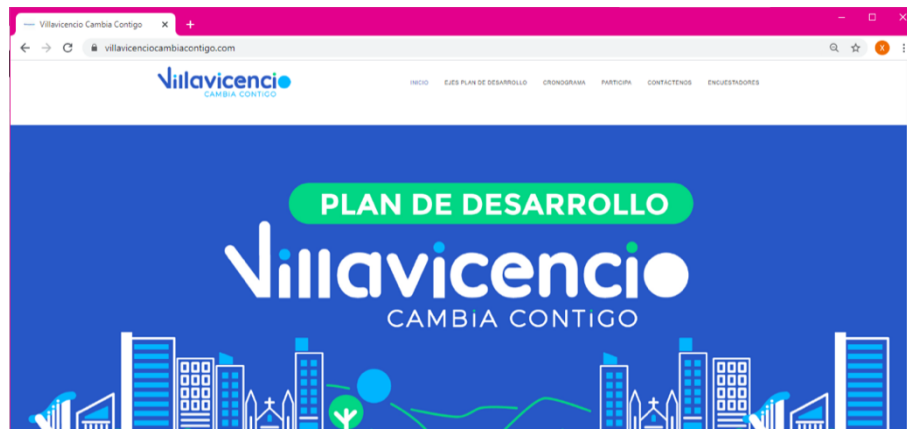 Villavicencio Cambia Contigo
villavicenciocambiacontigo.com
X
Villavicencio
CAMBIA CONTIGO
INICIO EJES PLAN DE DESARROLLO CRONOGRAMA PARTICIPA CONTACTENOS ENCUESTADORES
PLAN DE DESARROLLO
Villavicencio
CAMBiA CONTiGO